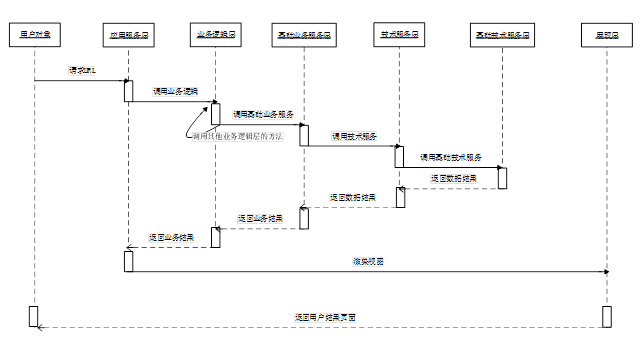 用户对象
应用服务层
业务逻辑层
基础业务服务层
技术服务层
基础技术服务层
展现层
请求URL
调用业务逻辑
调用基础业务服务
调用其他业务逻辑层的方法
调用技术服务
调用基础技术服务
返回数据结果
返回数据结果
返回业务结果
返回业务结果
渲染视图
返回用户结果页面